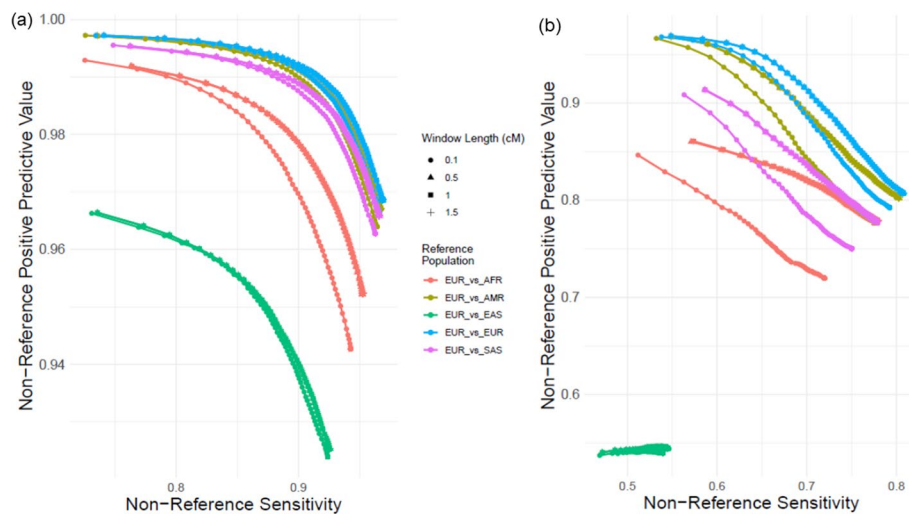 (a)
Non-Reference Positive Predictive Value
1.00
0.98
0.96
0.94
0.8
0.9
Non-Reference Sensitivity
Window Length (cM)
0.1
0.5
1
1.5
Reference
Population
EUR_vs_AFR
EUR_vs_AMR
EUR_vs_EAS
EUR_vs_EUR
EUR_vs_SAS
(b)
Non-Reference Positive Predictive Value
0.9
0.8
0.7
0.6
0.5
0.6
0.7
0.8
Non-Reference Sensitivity